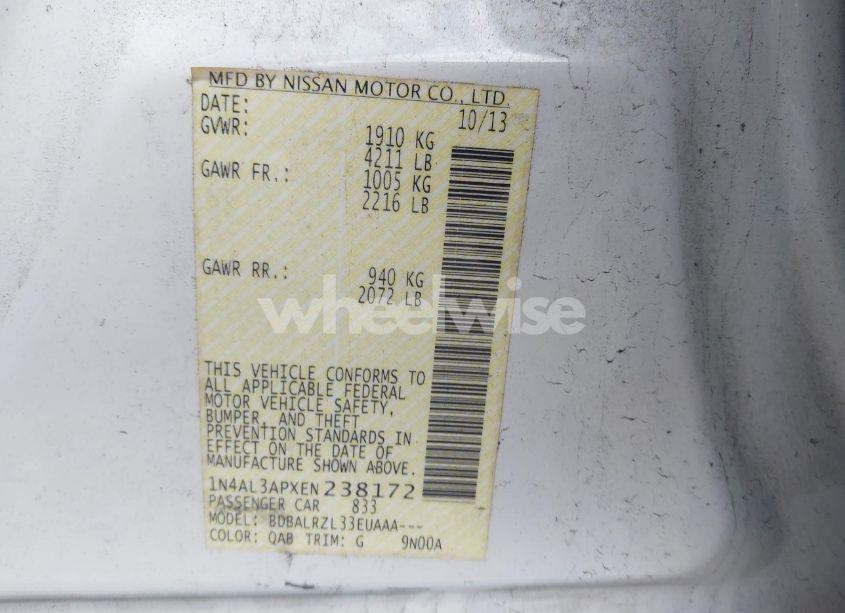 MFD BY NISSAN MOTOR CO., LTD.
DATE: 10/13
GVWR: 1910 KG
4211 LB
GAWR FR.: 1005 KG
2216 LB
GAWR RR.: 940 KG
2072 LB
wheelwise
THIS VEHICLE CONFORMS TO
ALL APPLICABLE FEDERAL
MOTOR VEHICLE SAFETY,
BUMPER, AND THEFT
PREVENTION STANDARDS IN
EFFECT ON THE DATE OF
MANUFACTURE SHOWN ABOVE.
1N4AL3APXEN238172
PASSENGER CAR 833
MODEL: BDBALRZL33EUAAA---
COLOR: QAB TRIM: G 9N00A